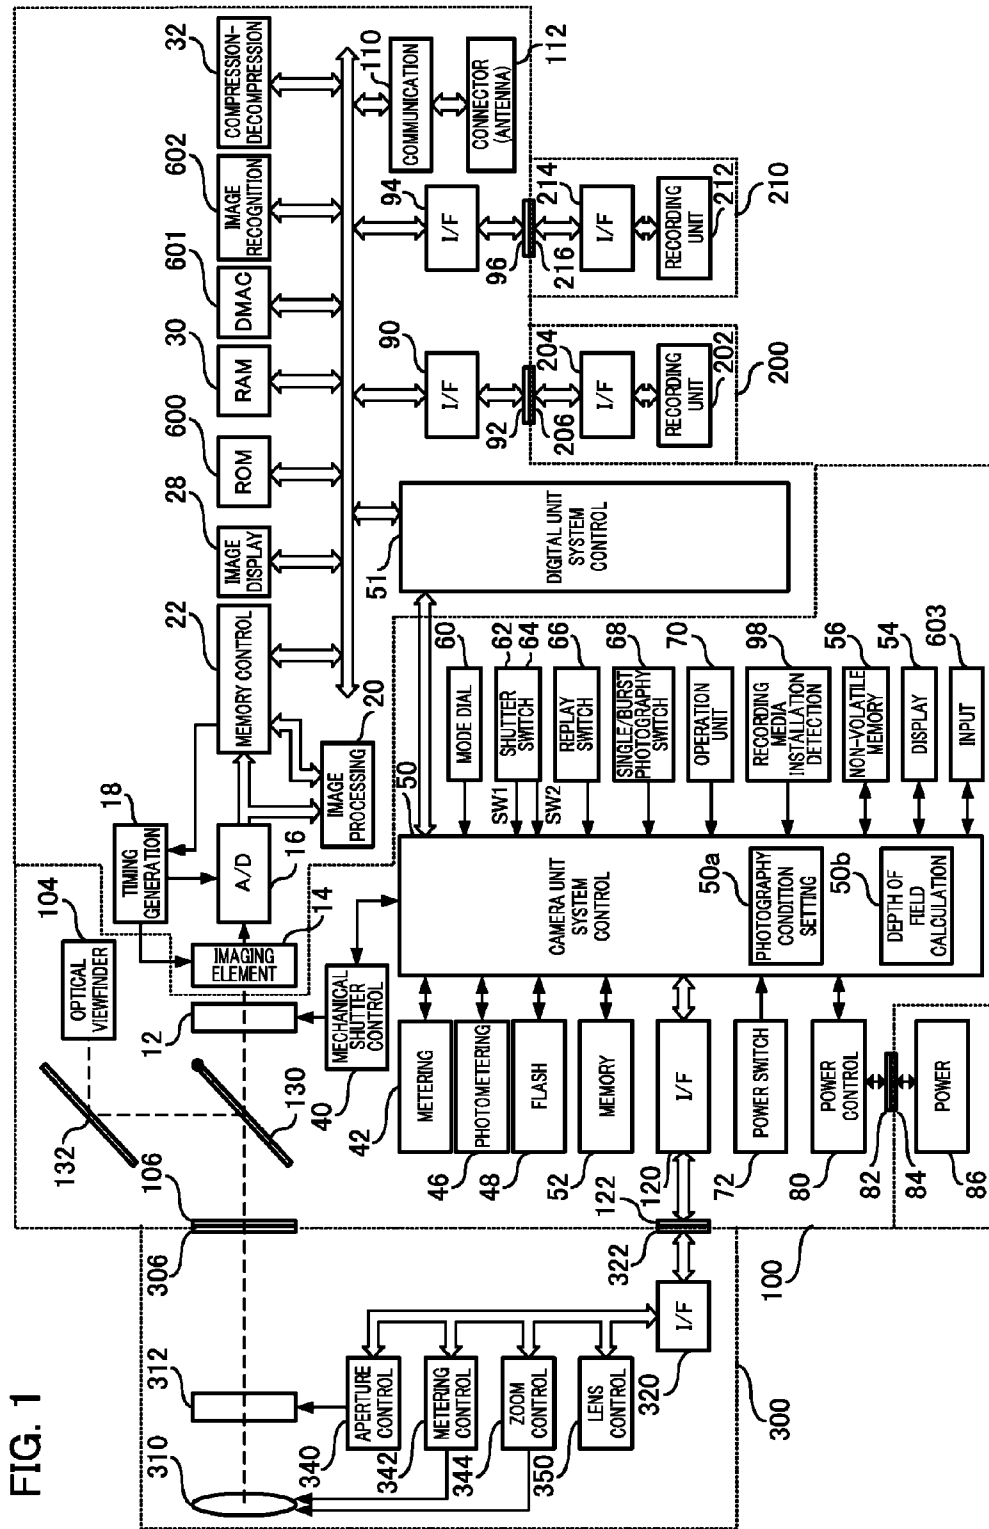 FIG. 1
310
312
306
106
132
130
12
104
OPTICAL
VIEWFINDER
14
IMAGING
ELEMENT
18
TIMING
GENERATION
16
A/D
20
IMAGE
PROCESSING
22
MEMORY CONTROL
28
IMAGE
DISPLAY
600
ROM
30
RAM
601
DMAC
602
IMAGE
RECOGNITION
32
COMPRESSION-
DECOMPRESSION
110
COMMUNICATION
112
CONNECTOR
(ANTENNA)
90
I/F
92
206
204
I/F
202
RECORDING
UNIT
200
94
I/F
96
216
214
I/F
212
RECORDING
UNIT
210
51
DIGITAL UNIT
SYSTEM
CONTROL
340
APERTURE
CONTROL
342
METERING
CONTROL
344
ZOOM
CONTROL
350
LENS
CONTROL
320
I/F
322
122
300
100
40
MECHANICAL
SHUTTER
CONTROL
42
METERING
46
PHOTOMETERING
48
FLASH
52
MEMORY
120
I/F
72
POWER SWITCH
80
POWER
CONTROL
82
84
86
POWER
50
CAMERA UNIT
SYSTEM
CONTROL
50a
PHOTOGRAPHY
CONDITION
SETTING
50b
DEPTH OF
FIELD
CALCULATION
60
MODE DIAL
62
64
SHUTTER
SWITCH
SW1
SW2
66
REPLAY
SWITCH
68
SINGLE/BURST
PHOTOGRAPHY
SWITCH
70
OPERATION
UNIT
98
RECORDING
MEDIA
INSTALLATION
DETECTION
56
NON-VOLATILE
MEMORY
54
DISPLAY
603
INPUT